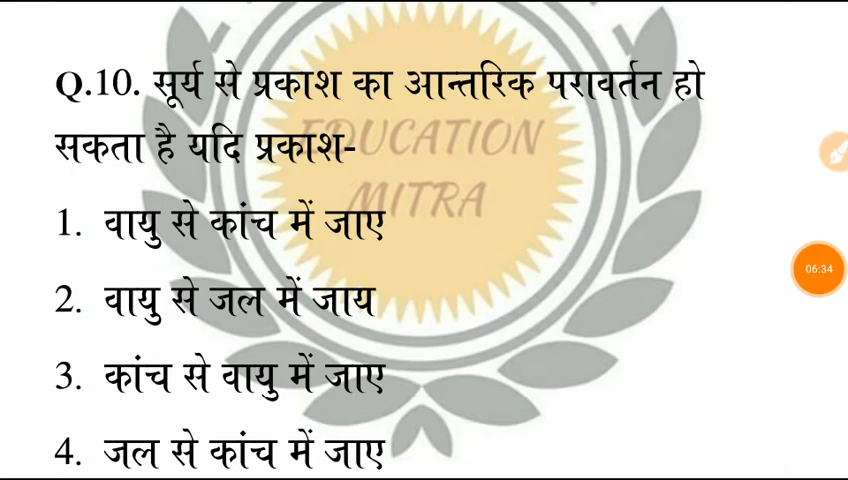 Q.10. सूर्य से प्रकाश का आन्तरिक परावर्तन हो
सकता है यदि प्रकाश-
EDUCATION
MITRA
1. वायु से कांच में जाए
2. वायु से जल में जाय
3. कांच से वायु में जाए
4. जल से कांच में जाए
06:34